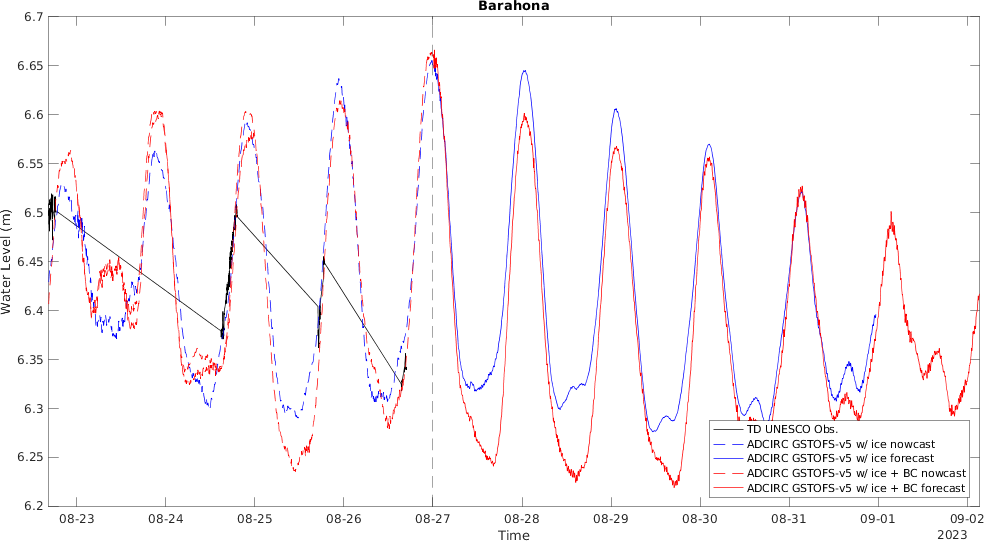 Barahona
6.7
6.65
6.6
6.55
6.5
6.45
6.4
6.35
6.3
6.25
6.2
Water Level (m)
TD UNESCO Obs.
ADCIRC GSTOFS-v5 w/ ice nowcast
ADCIRC GSTOFS-v5 w/ ice forecast
ADCIRC GSTOFS-v5 w/ ice + BC nowcast
ADCIRC GSTOFS-v5 w/ ice + BC forecast
08-23 08-24 08-25 08-26 08-27 08-28 08-29 08-30 08-31 09-01 09-02
Time
2023